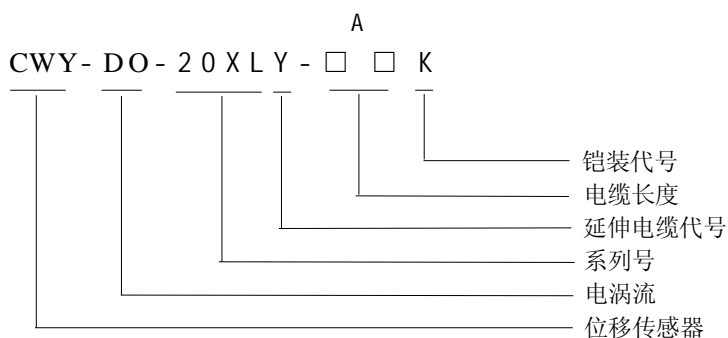 A
CWY-DO-20XLY-□□K
铠装代号
电缆长度
延伸电缆代号
系列号
电涡流
位移传感器